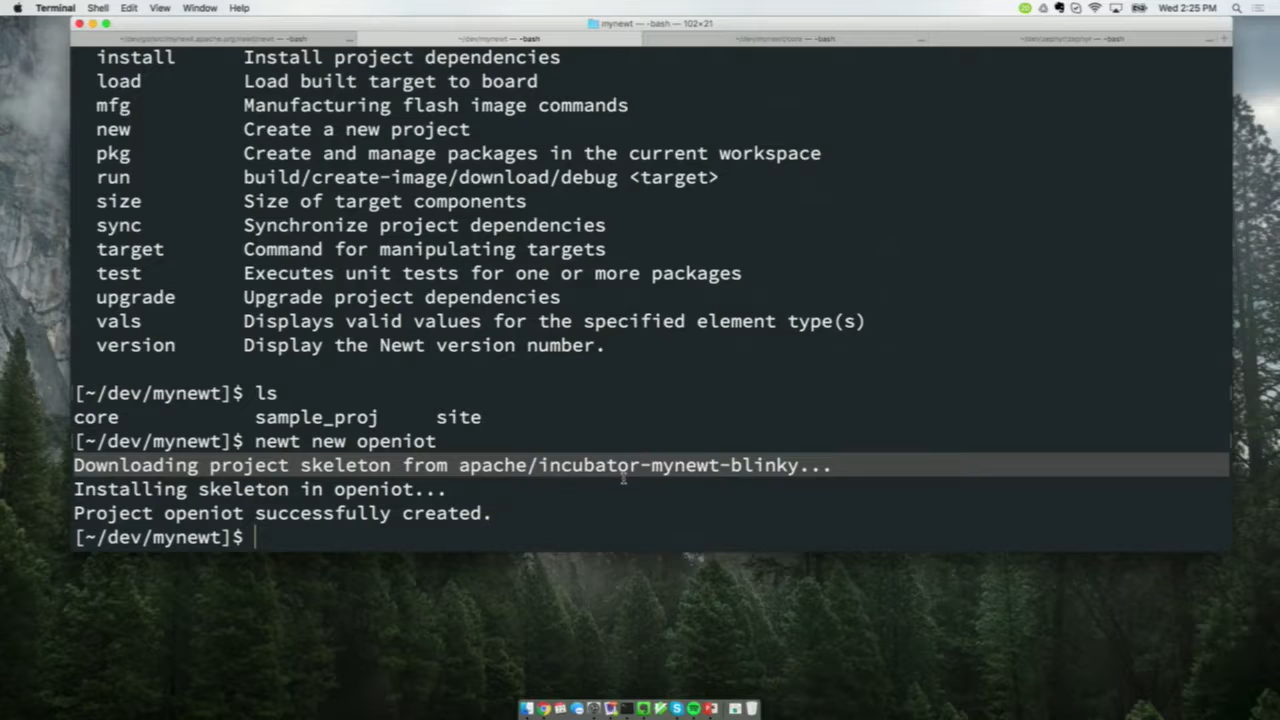 Terminal Shell Edit View Window Help Wed 2:25 PM
mynewt — -bash — 102×21
~/dev/mynewt — -bash
install Install project dependencies
load Load built target to board
mfg Manufacturing flash image commands
new Create a new project
pkg Create and manage packages in the current workspace
run build/create-image/download/debug <target>
size Size of target components
sync Synchronize project dependencies
target Command for manipulating targets
test Executes unit tests for one or more packages
upgrade Upgrade project dependencies
vals Displays valid values for the specified element type(s)
version Display the Newt version number.
[~/dev/mynewt]$ ls
core sample_proj site
[~/dev/mynewt]$ newt new openiot
Downloading project skeleton from apache/incubator-mynewt-blinky...
Installing skeleton in openiot...
Project openiot successfully created.
[~/dev/mynewt]$